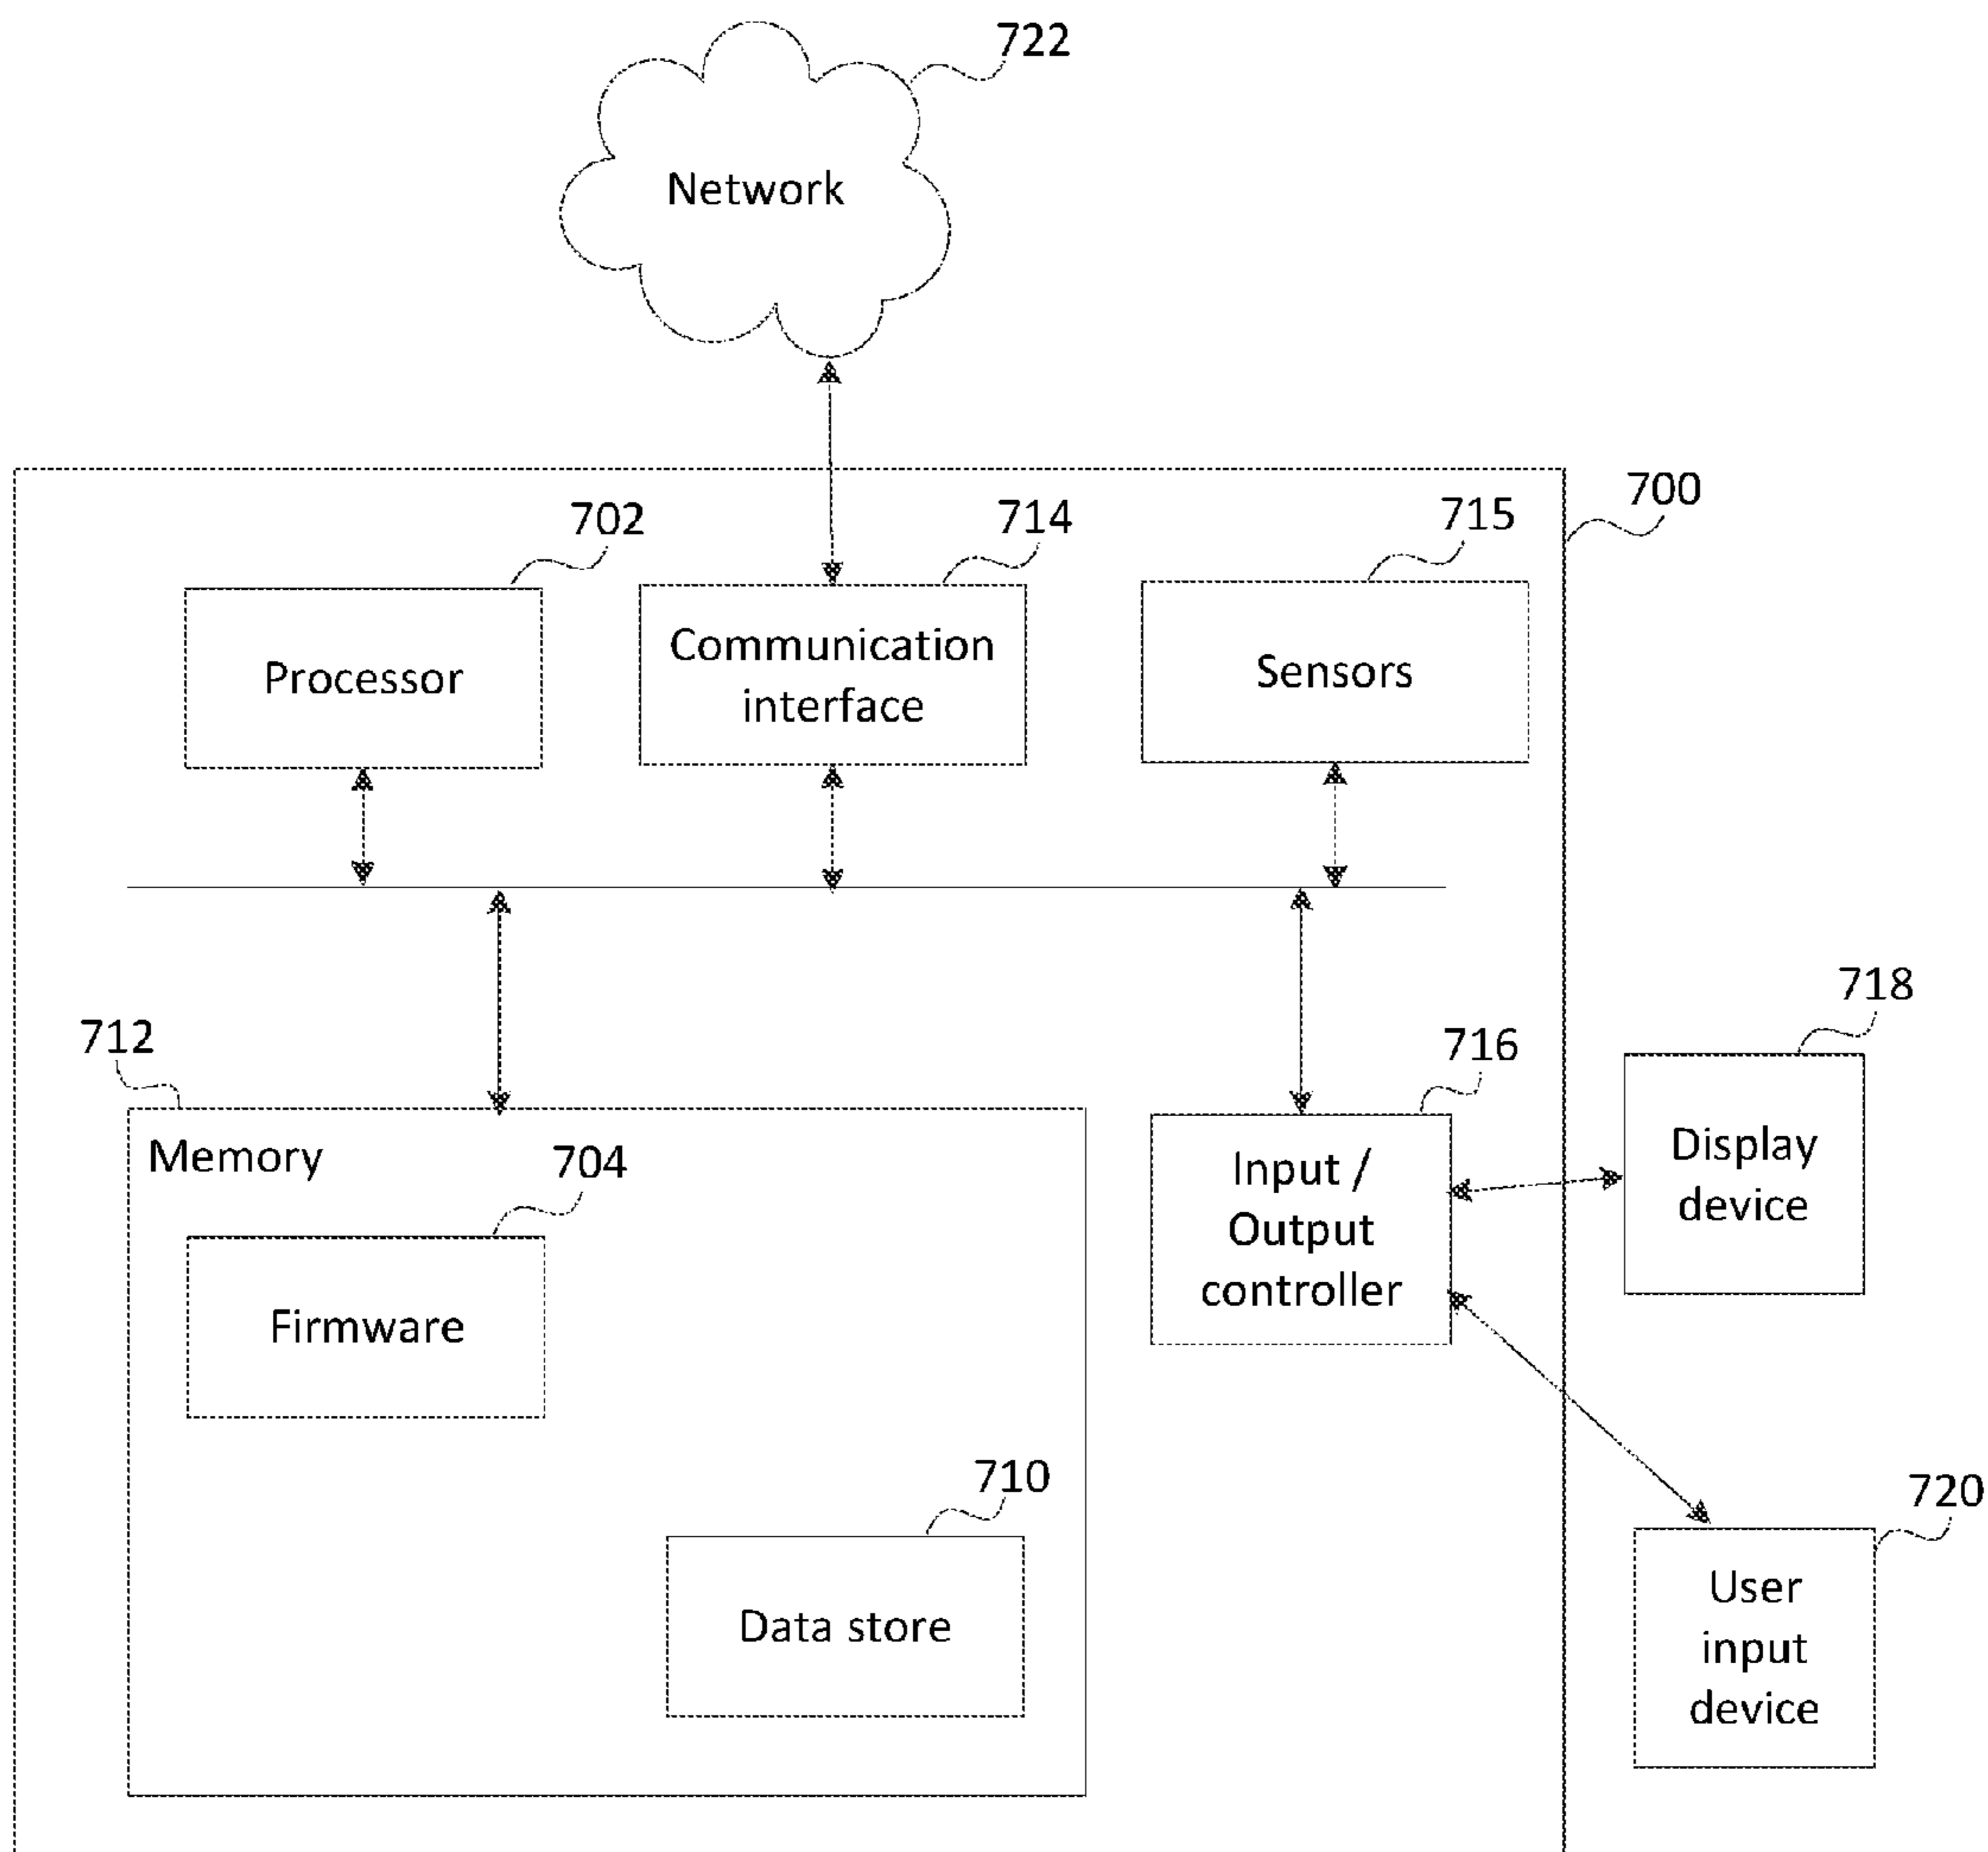 722
Network
700
702
714
715
Processor
Communication
interface
Sensors
718
712
716
Memory
704
Input /
Output
controller
Display
device
Firmware
710
720
Data store
User
input
device